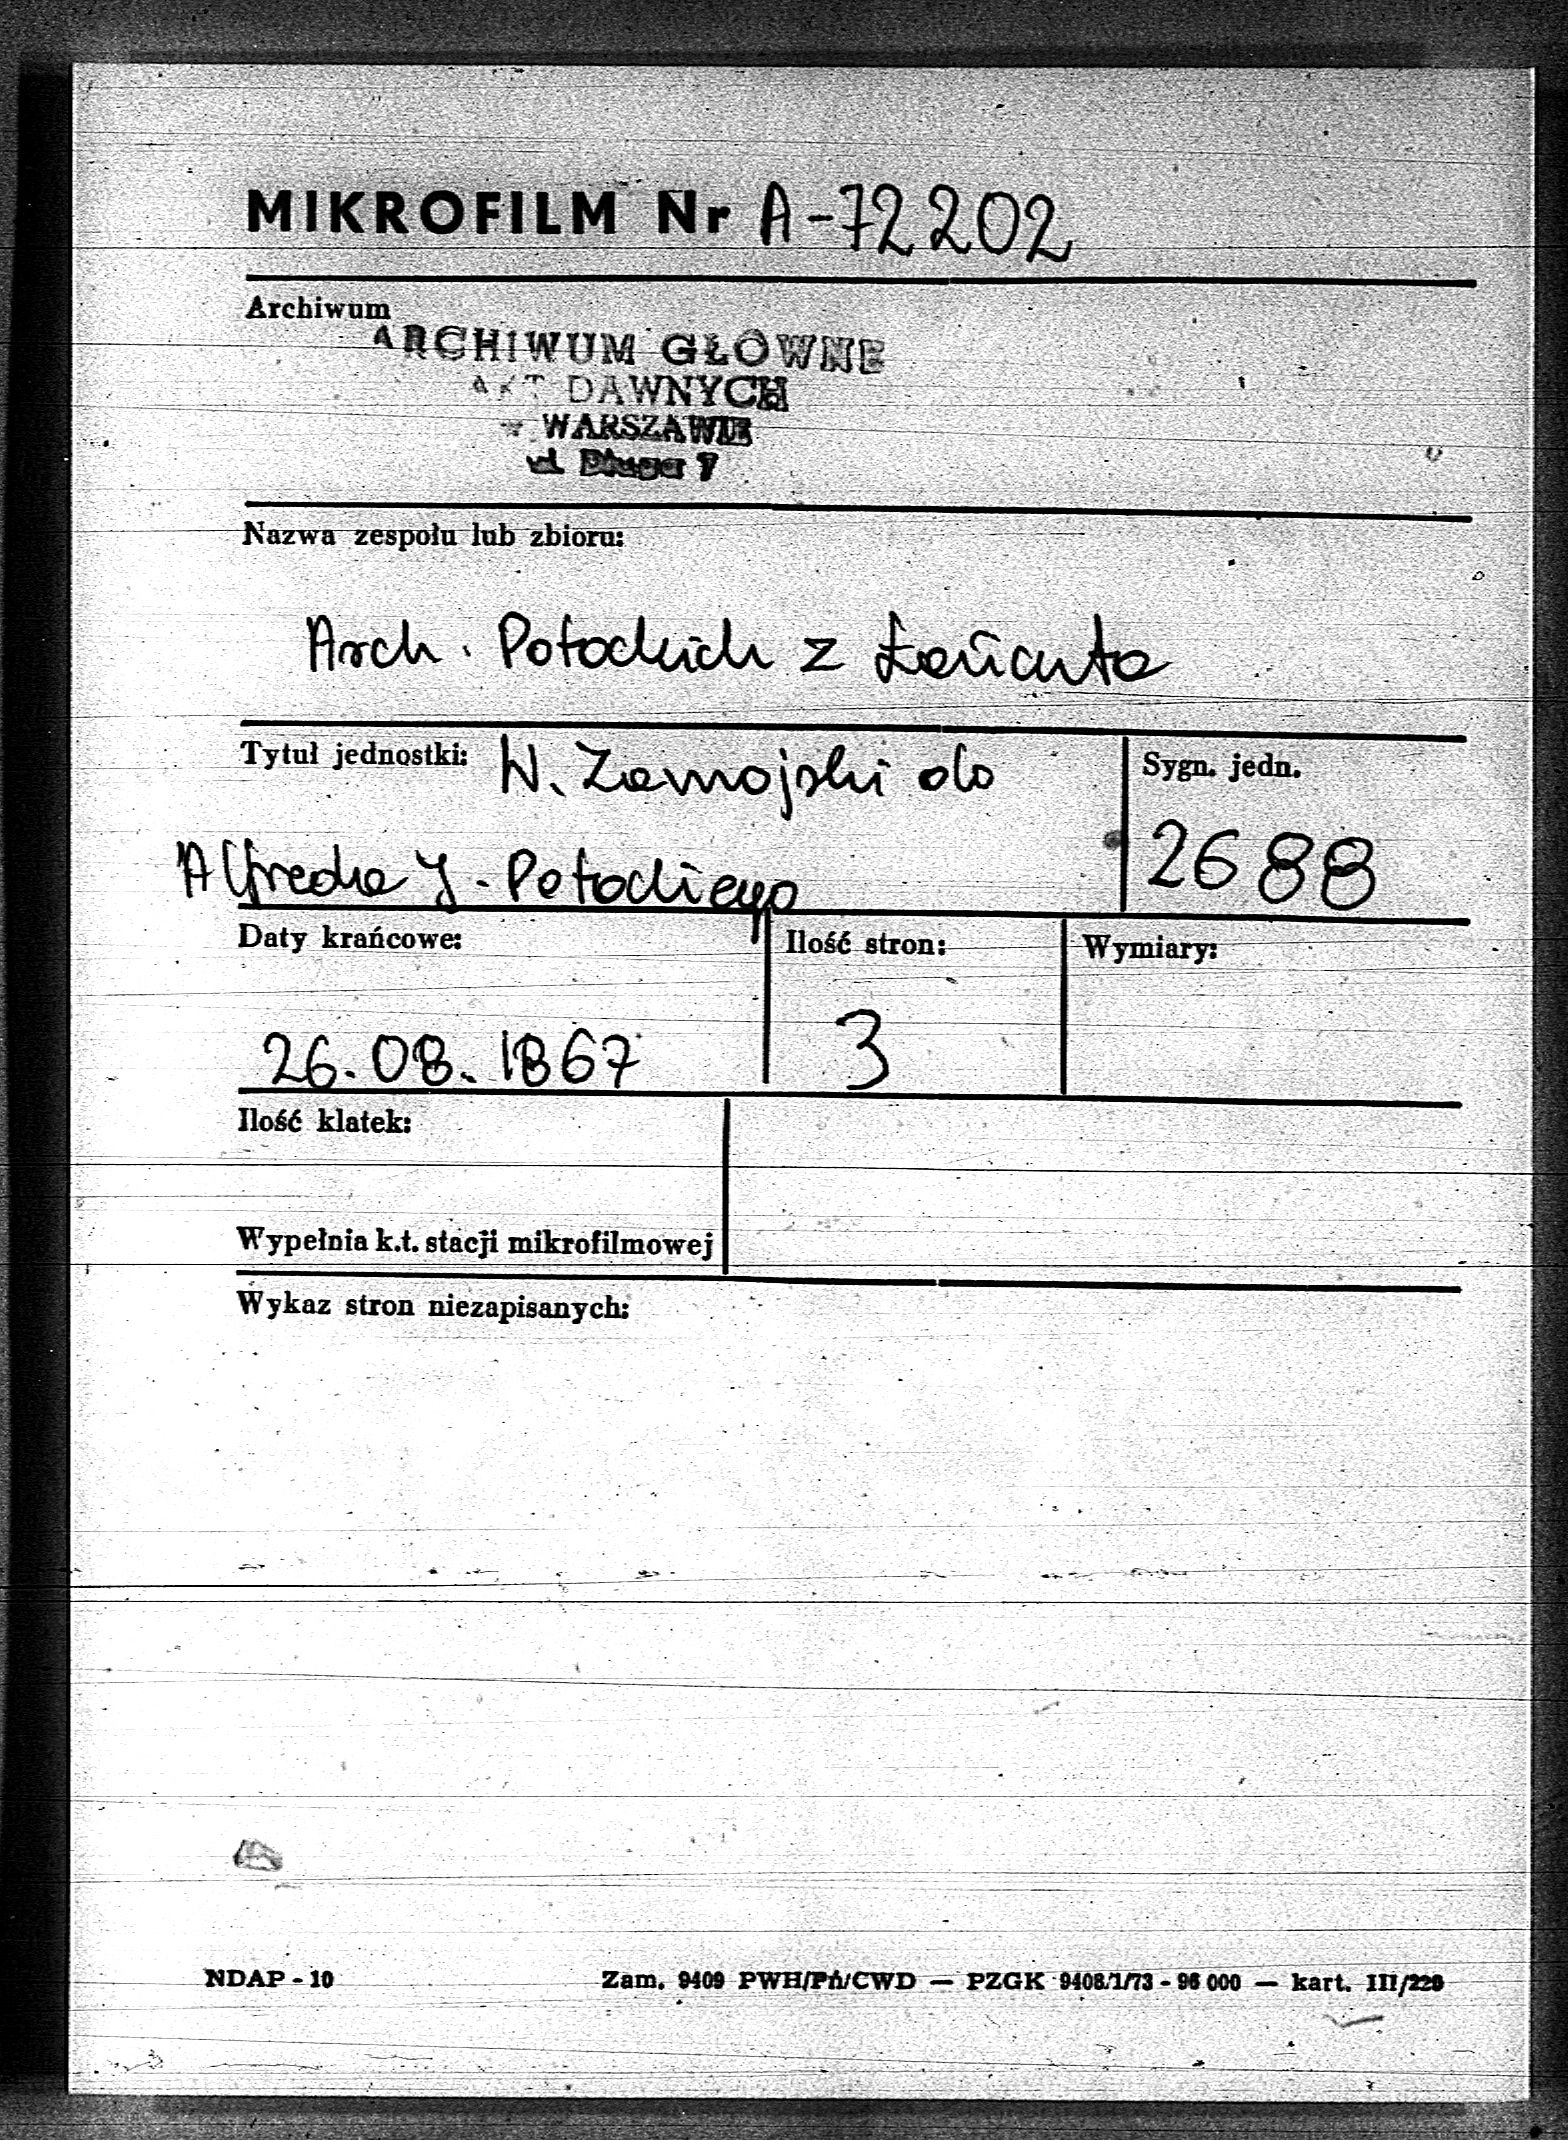 MIKROFILM Nr A-72202
Archiwum
ARCHIWUM GŁÓWNE
AKT DAWNYCH
w WARSZAWIE
ul. Długa 7
Nazwa zespołu lub zbioru:
Arch. Potockich z Łańcuta
Tytuł jednostki: W. Zamojski do
Sygn. jedn.
Alfreda J. Potockiego
2688
Daty krańcowe: Ilość stron: Wymiary:
26.08.1867 3
Ilość klatek:
Wypełnia k.t. stacji mikrofilmowej
Wykaz stron niezapisanych:
NDAP - 10 Zam. 9409 PWH/PA/CWD — PZGK 9408/1/73 - 96 000 — kart. III/229